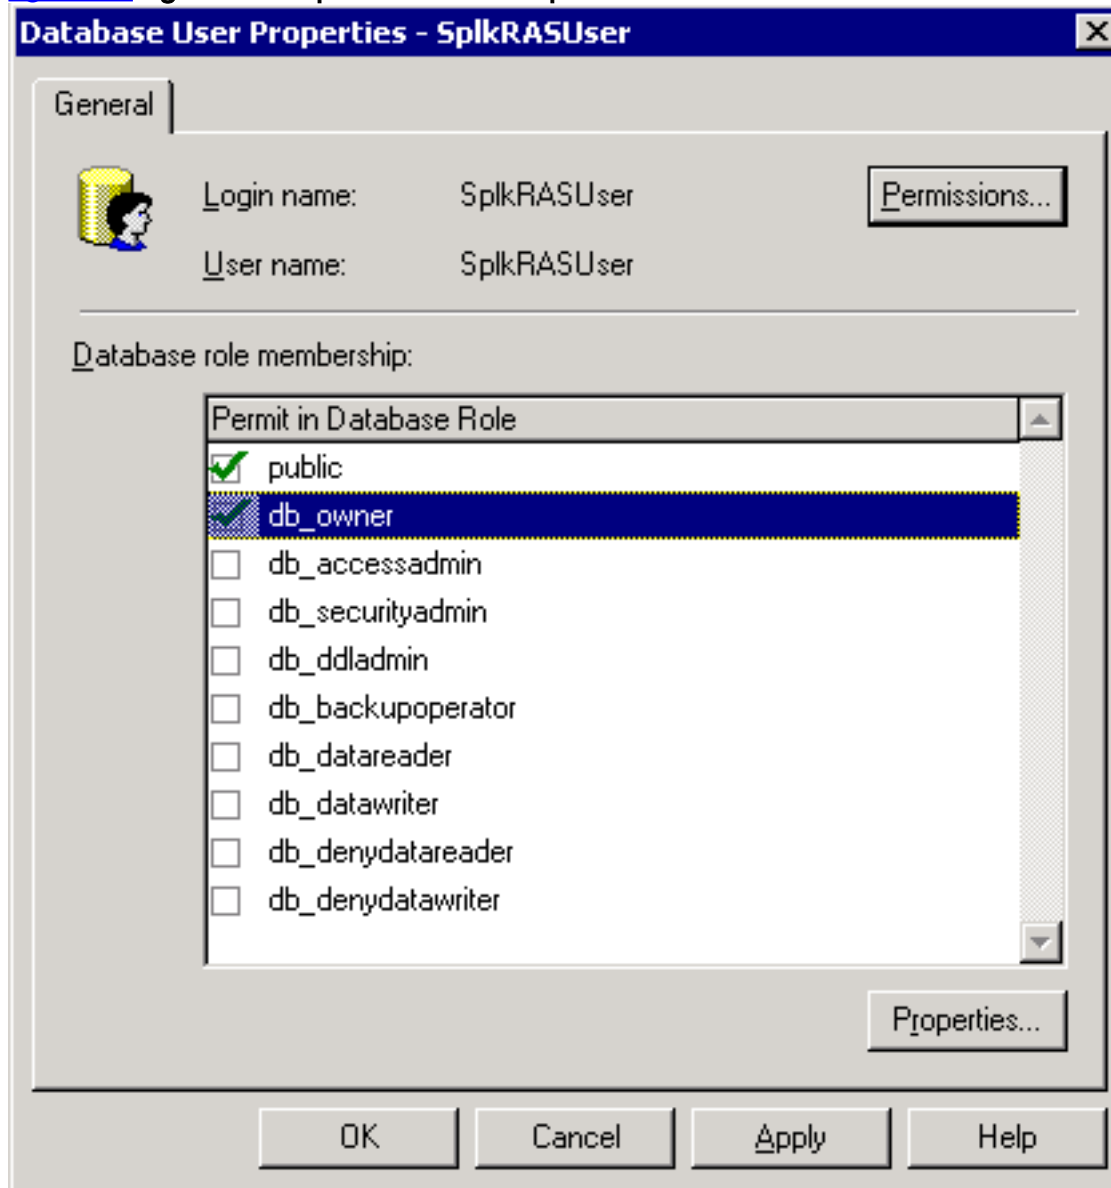 Database User Properties - SplkRASUser
General
Login name: SplkRASUser Permissions...
User name: SplkRASUser
Database role membership:
Permit in Database Role
public
db_owner
db_accessadmin
db_securityadmin
db_ddladmin
db_backupoperator
db_datareader
db_datawriter
db_denydatareader
db_denydatawriter
Properties...
OK Cancel Apply Help